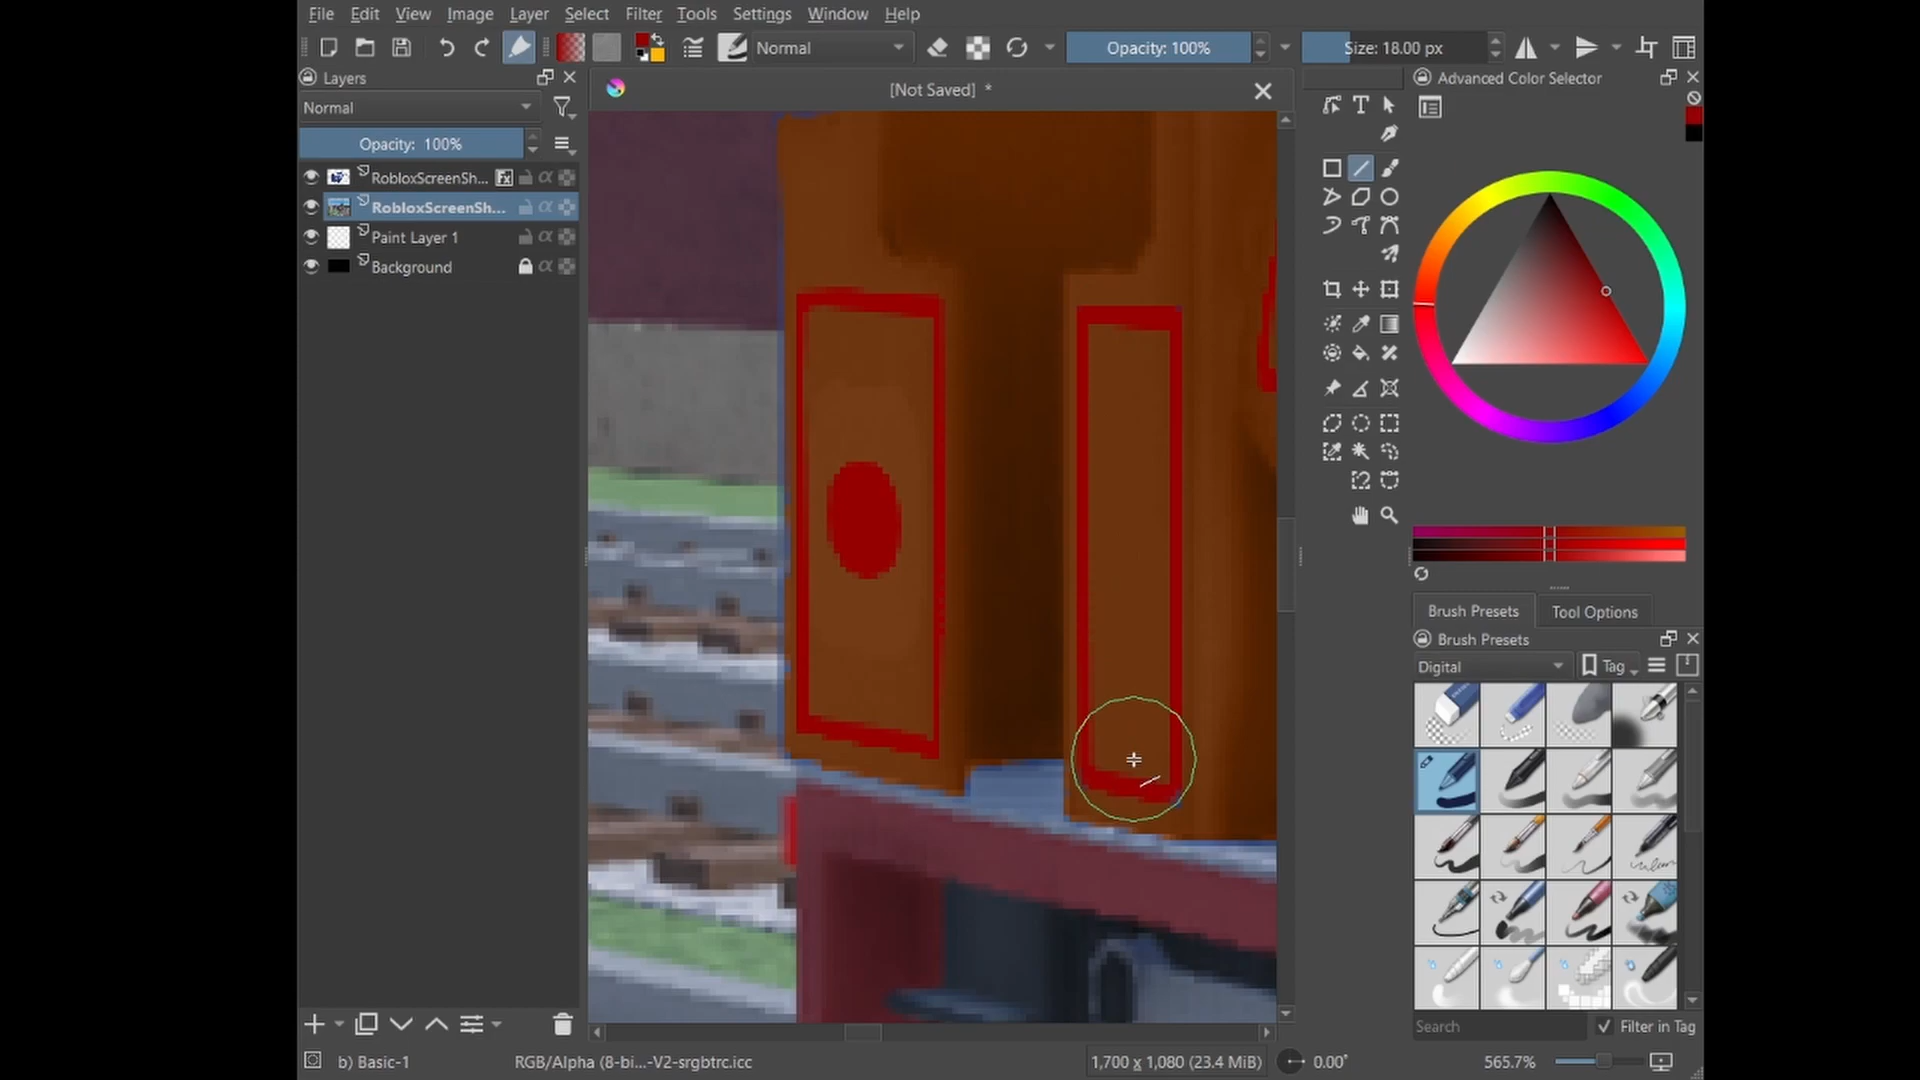 File Edit View Image Layer Select Filter Tools Settings Window Help
Normal Opacity: 100% Size: 18.00 px
Layers
[Not Saved] *
Advanced Color Selector
Normal
Opacity: 100%
RobloxScreenSh... Fx
RobloxScreenSh...
Paint Layer 1
Background
Brush Presets Tool Options
Brush Presets
Digital Tag
Search Filter in Tag
b) Basic-1 RGB/Alpha (8-bi...-V2-srgbtrc.icc 1,700 x 1,080 (23.4 MiB) 0.00° 565.7%